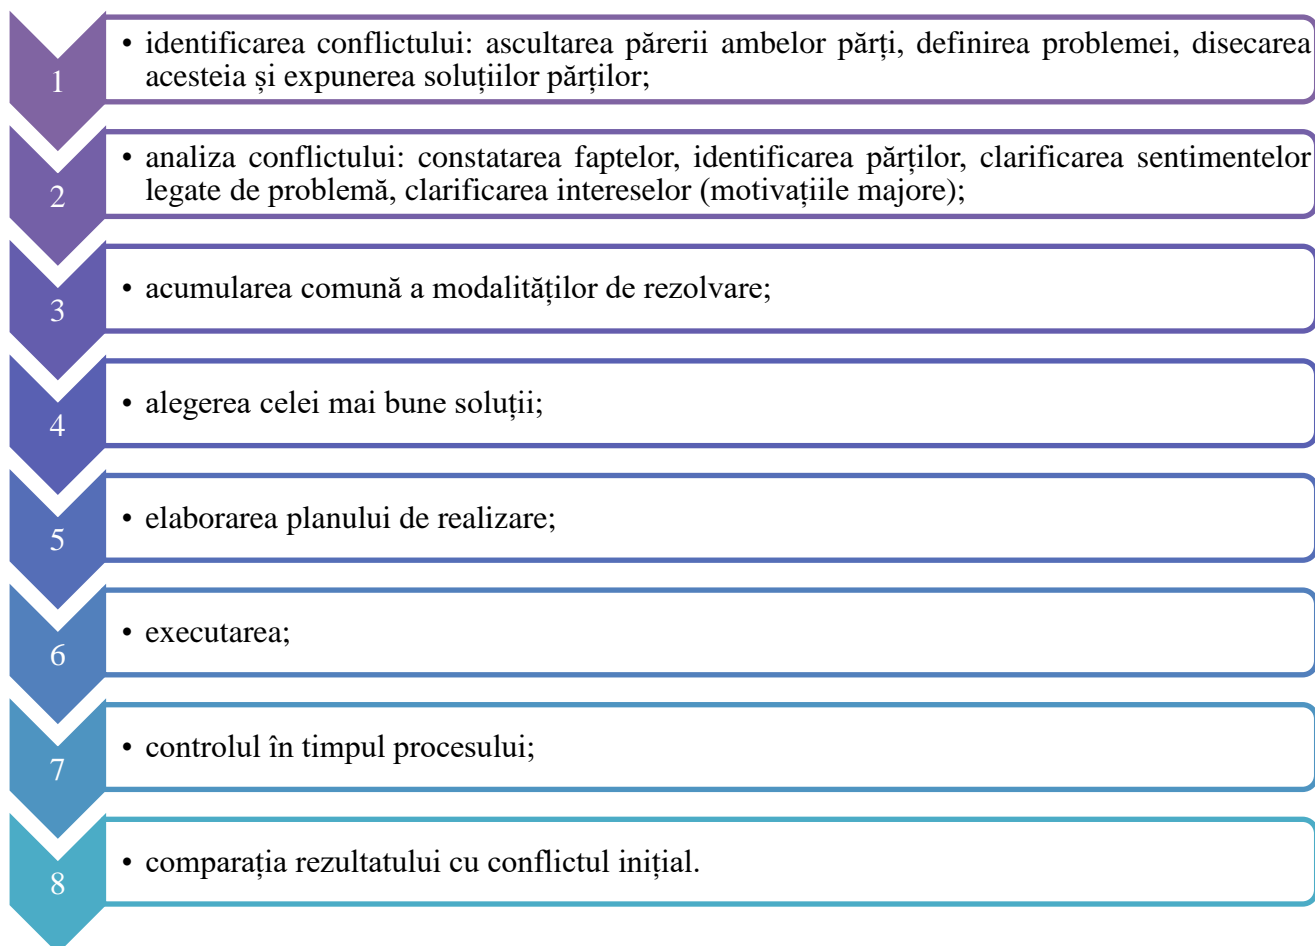 1
• identificarea conflictului: ascultarea părerii ambelor părți, definirea problemei, disecarea
acesteia și expunerea soluțiilor părților;
2
• analiza conflictului: constatarea faptelor, identificarea părților, clarificarea sentimentelor
legate de problemă, clarificarea intereselor (motivațiile majore);
3
• acumularea comună a modalităților de rezolvare;
4
• alegerea celei mai bune soluții;
5
• elaborarea planului de realizare;
6
• executarea;
7
• controlul în timpul procesului;
8
• comparația rezultatului cu conflictul inițial.